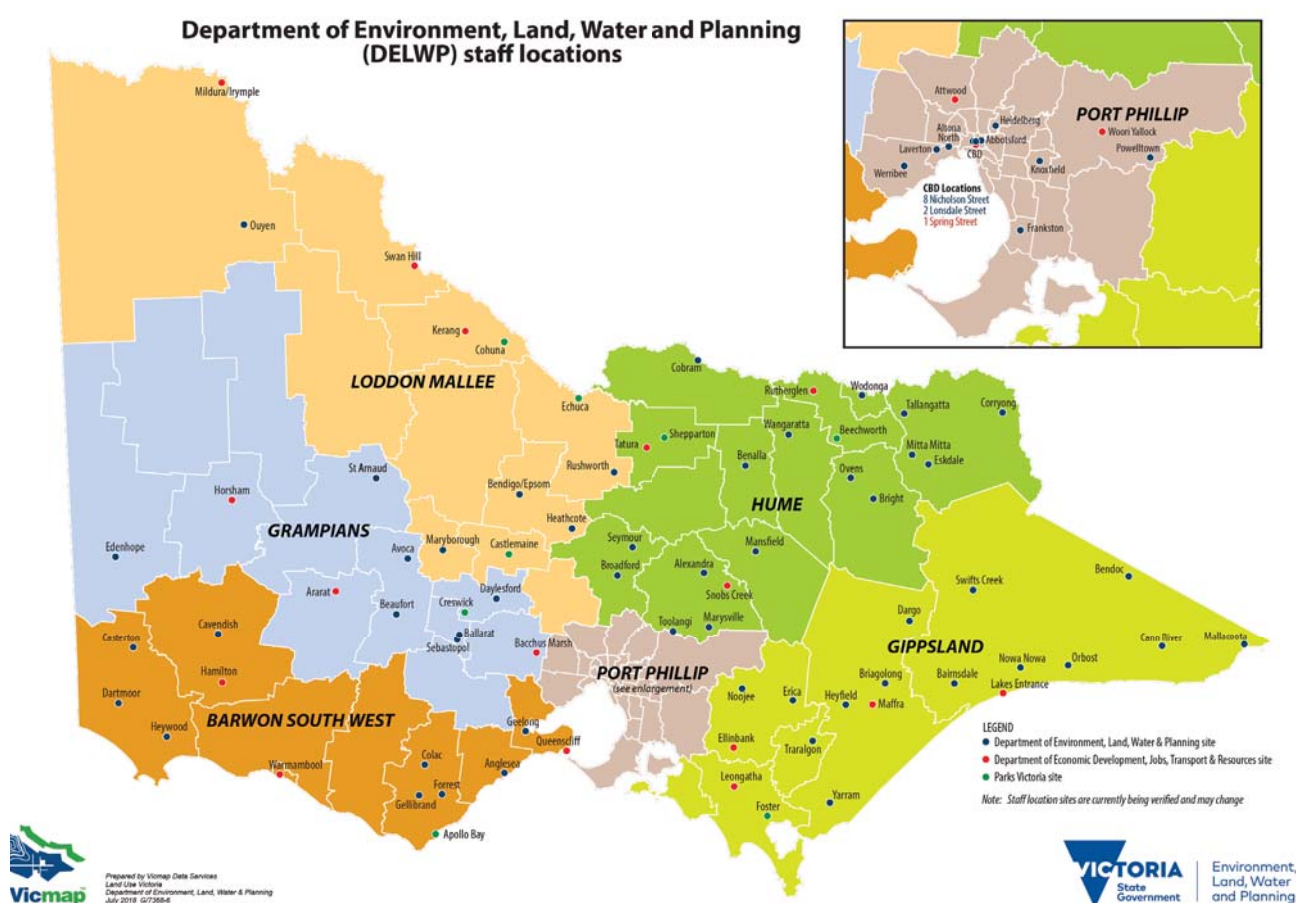 Department of Environment, Land, Water and Planning
(DELWP) staff locations
Mildura/Irymple
Ouyen
Swan Hill
Kerang
Cohuna
LODDON MALLEE
Echuca
Rushworth
Bendigo/Epsom
Heathcote
Maryborough
Castlemaine
St Arnaud
Horsham
GRAMPIANS
Edenhope
Avoca
Ararat
Beaufort
Creswick
Daylesford
Ballarat
Sebastopol
Bacchus Marsh
Cavendish
Casterton
Hamilton
Dartmoor
Heywood
BARWON SOUTH WEST
Warrnambool
Geelong
Queenscliff
Colac
Anglesea
Forrest
Gellibrand
Apollo Bay
Cobram
Rutherglen
Wodonga
Tallangatta
Corryong
Shepparton
Tatura
Wangaratta
Beechworth
Mitta Mitta
Eskdale
Benalla
Ovens
Bright
HUME
Seymour
Mansfield
Broadford
Alexandra
Snobs Creek
Marysville
Toolangi
PORT PHILLIP
(see enlargement)
Bendoc
Swifts Creek
Dargo
GIPPSLAND
Cann River
Mallacoota
Nowa Nowa
Orbost
Bairnsdale
Lakes Entrance
Briagolong
Noojee
Erica
Heyfield
Maffra
Ellinbank
Traralgon
Leongatha
Foster
Yarram
Attwood
PORT PHILLIP
Heidelberg
Woori Yallock
Altona
North
Abbotsford
Laverton
CBD
Powelltown
Werribee
Knoxfield
CBD Locations
8 Nicholson Street
2 Lonsdale Street
1 Spring Street
Frankston
LEGEND
Department of Environment, Land, Water & Planning site
Department of Economic Development, Jobs, Transport & Resources site
Parks Victoria site
Note: Staff location sites are currently being verified and may change
Vicmap
Prepared by Vicmap Data Services
Land Use Victoria
Department of Environment, Land, Water & Planning
July 2018 G/7368-6
VICTORIA
State
Government
Environment,
Land, Water
and Planning